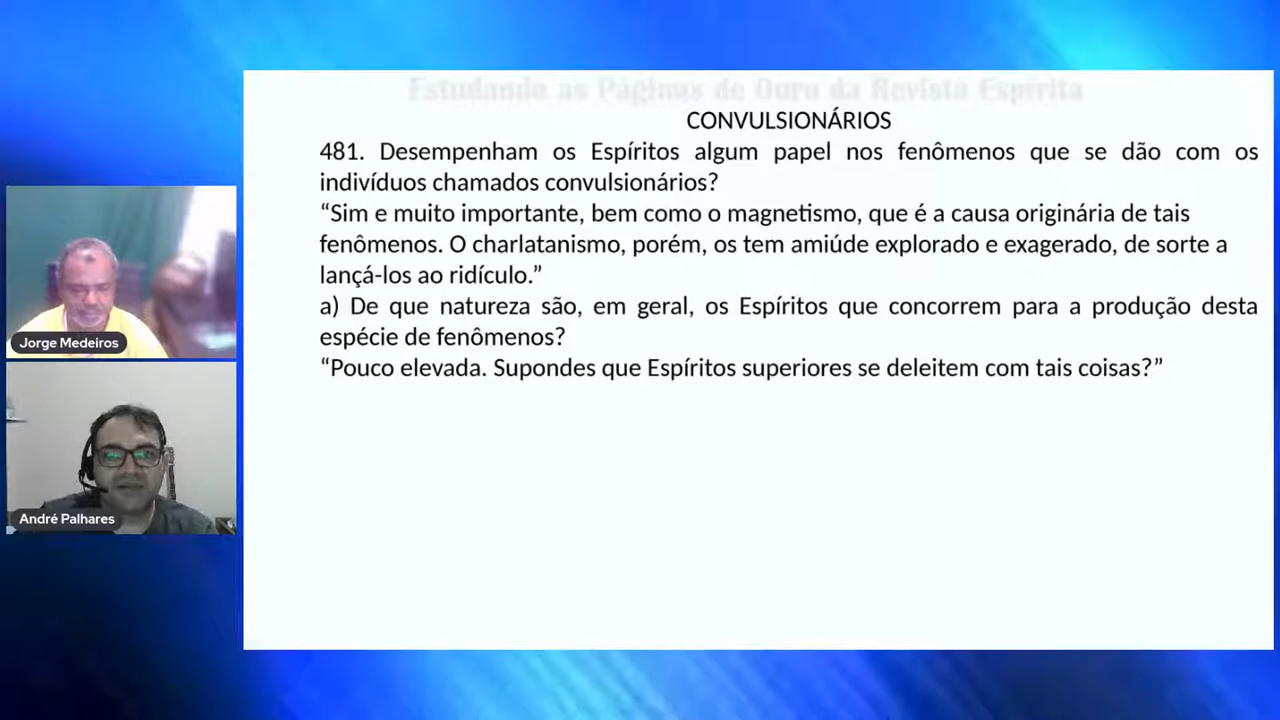 Estudando as Páginas de Ouro da Revista Espírita
CONVULSIONÁRIOS
481. Desempenham os Espíritos algum papel nos fenômenos que se dão com os
indivíduos chamados convulsionários?
“Sim e muito importante, bem como o magnetismo, que é a causa originária de tais
fenômenos. O charlatanismo, porém, os tem amiúde explorado e exagerado, de sorte a
lançá-los ao ridículo.”
a) De que natureza são, em geral, os Espíritos que concorrem para a produção desta
espécie de fenômenos?
“Pouco elevada. Supondes que Espíritos superiores se deleitem com tais coisas?”
Jorge Medeiros
André Palhares